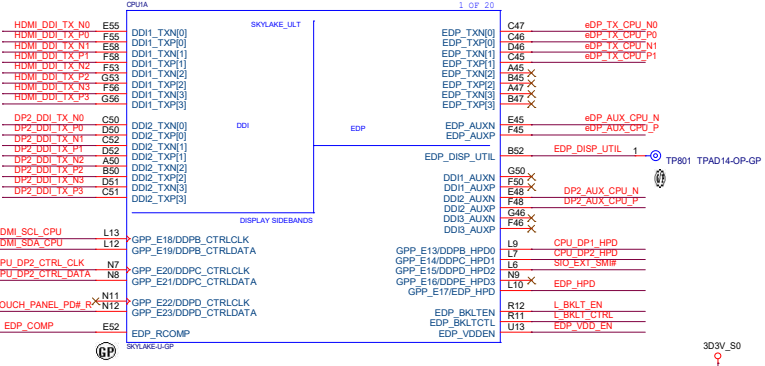 CPU1A
1 OF 20
SKYLAKE_ULT
HDMI_DDI_TX_N0 E55 DDI1_TXN[0]
HDMI_DDI_TX_P0 F55 DDI1_TXP[0]
HDMI_DDI_TX_N1 E58 DDI1_TXN[1]
HDMI_DDI_TX_P1 F58 DDI1_TXP[1]
HDMI_DDI_TX_N2 F53 DDI1_TXN[2]
HDMI_DDI_TX_P2 G53 DDI1_TXP[2]
HDMI_DDI_TX_N3 F56 DDI1_TXN[3]
HDMI_DDI_TX_P3 G56 DDI1_TXP[3]
DP2_DDI_TX_N0 C50 DDI2_TXN[0]
DP2_DDI_TX_P0 D50 DDI2_TXP[0]
DP2_DDI_TX_N1 C52 DDI2_TXN[1]
DP2_DDI_TX_P1 D52 DDI2_TXP[1]
DP2_DDI_TX_N2 A50 DDI2_TXN[2]
DP2_DDI_TX_P2 B50 DDI2_TXP[2]
DP2_DDI_TX_N3 D51 DDI2_TXN[3]
DP2_DDI_TX_P3 C51 DDI2_TXP[3]
DDI
EDP
DISPLAY SIDEBANDS
DMI_SCL_CPU L13 GPP_E18/DDPB_CTRLCLK
DMI_SDA_CPU L12 GPP_E19/DDPB_CTRLDATA
PU_DP2_CTRL_CLK N7 GPP_E20/DDPC_CTRLCLK
PU_DP2_CTRL_DATA N8 GPP_E21/DDPC_CTRLDATA
N11 GPP_E22/DDPD_CTRLCLK
OUCH_PANEL_PD#_R N12 GPP_E23/DDPD_CTRLDATA
EDP_COMP E52 EDP_RCOMP
EDP_TXN[0] C47 eDP_TX_CPU_N0
EDP_TXP[0] C46 eDP_TX_CPU_P0
EDP_TXN[1] D46 eDP_TX_CPU_N1
EDP_TXP[1] C45 eDP_TX_CPU_P1
EDP_TXN[2] A45
EDP_TXP[2] B45
EDP_TXN[3] A47
EDP_TXP[3] B47
EDP_AUXN E45 eDP_AUX_CPU_N
EDP_AUXP F45 eDP_AUX_CPU_P
EDP_DISP_UTIL B52 EDP_DISP_UTIL 1 TP801 TPAD14-OP-GP
DDI1_AUXN G50
DDI1_AUXP F50
DDI2_AUXN E48 DP2_AUX_CPU_N
DDI2_AUXP F48 DP2_AUX_CPU_P
DDI3_AUXN G46
DDI3_AUXP F46
GPP_E13/DDPB_HPD0 L9 CPU_DP1_HPD
GPP_E14/DDPC_HPD1 L7 CPU_DP2_HPD
GPP_E15/DDPD_HPD2 L6 SIO_EXT_SMI#
GPP_E16/DDPE_HPD3 N9
GPP_E17/EDP_HPD L10 EDP_HPD
EDP_BKLTEN R12 L_BKLT_EN
EDP_BKLTCTL R11 L_BKLT_CTRL
EDP_VDDEN U13 EDP_VDD_EN
GP
SKYLAKE-U-GP
3D3V_S0